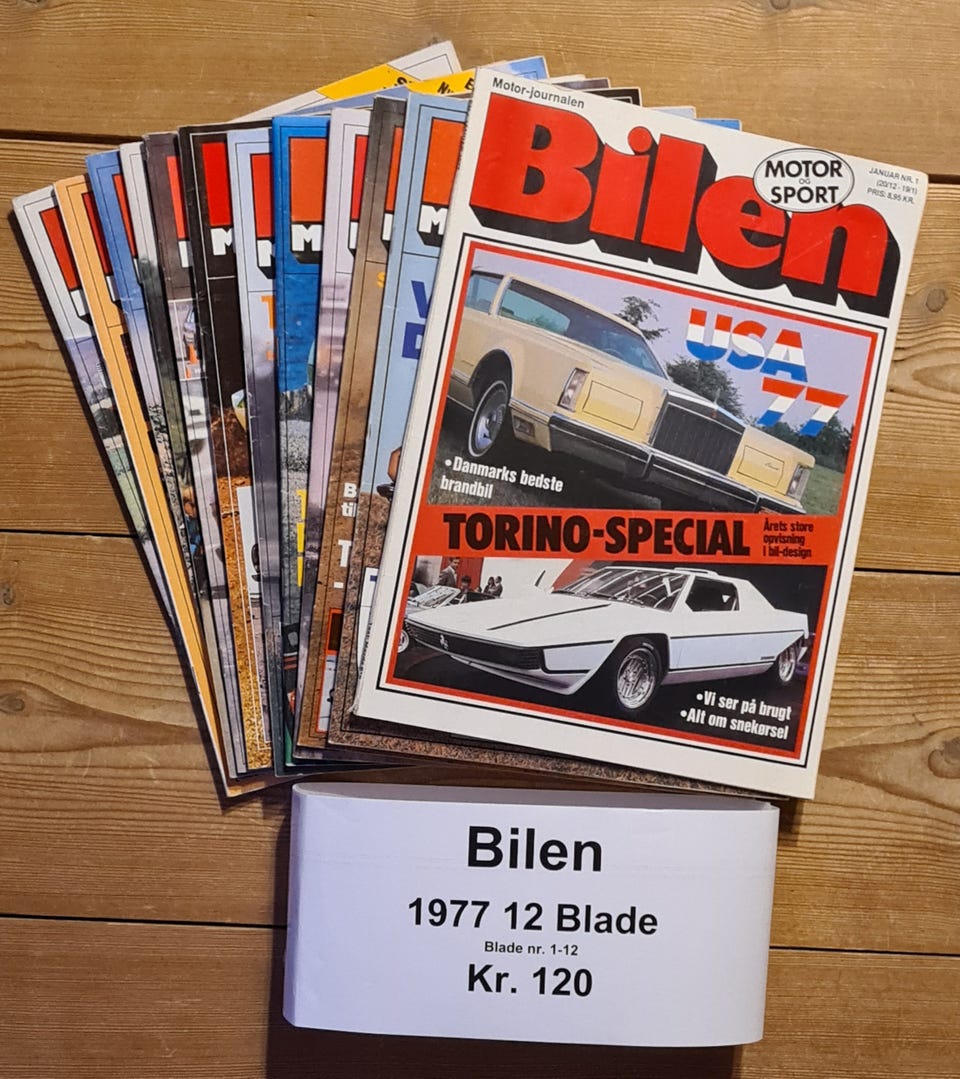 Motor-journalen
Bilen
MOTOR
OG
SPORT
JANUAR NR. 1
(20/12 - 19/1)
PRIS: 8,95 KR.
USA
77
•Danmarks bedste
brandbil
TORINO-SPECIAL
Årets store
opvisning
i bil-design
•Vi ser på brugt
•Alt om snekørsel
Bilen
1977 12 Blade
Blade nr. 1-12
Kr. 120